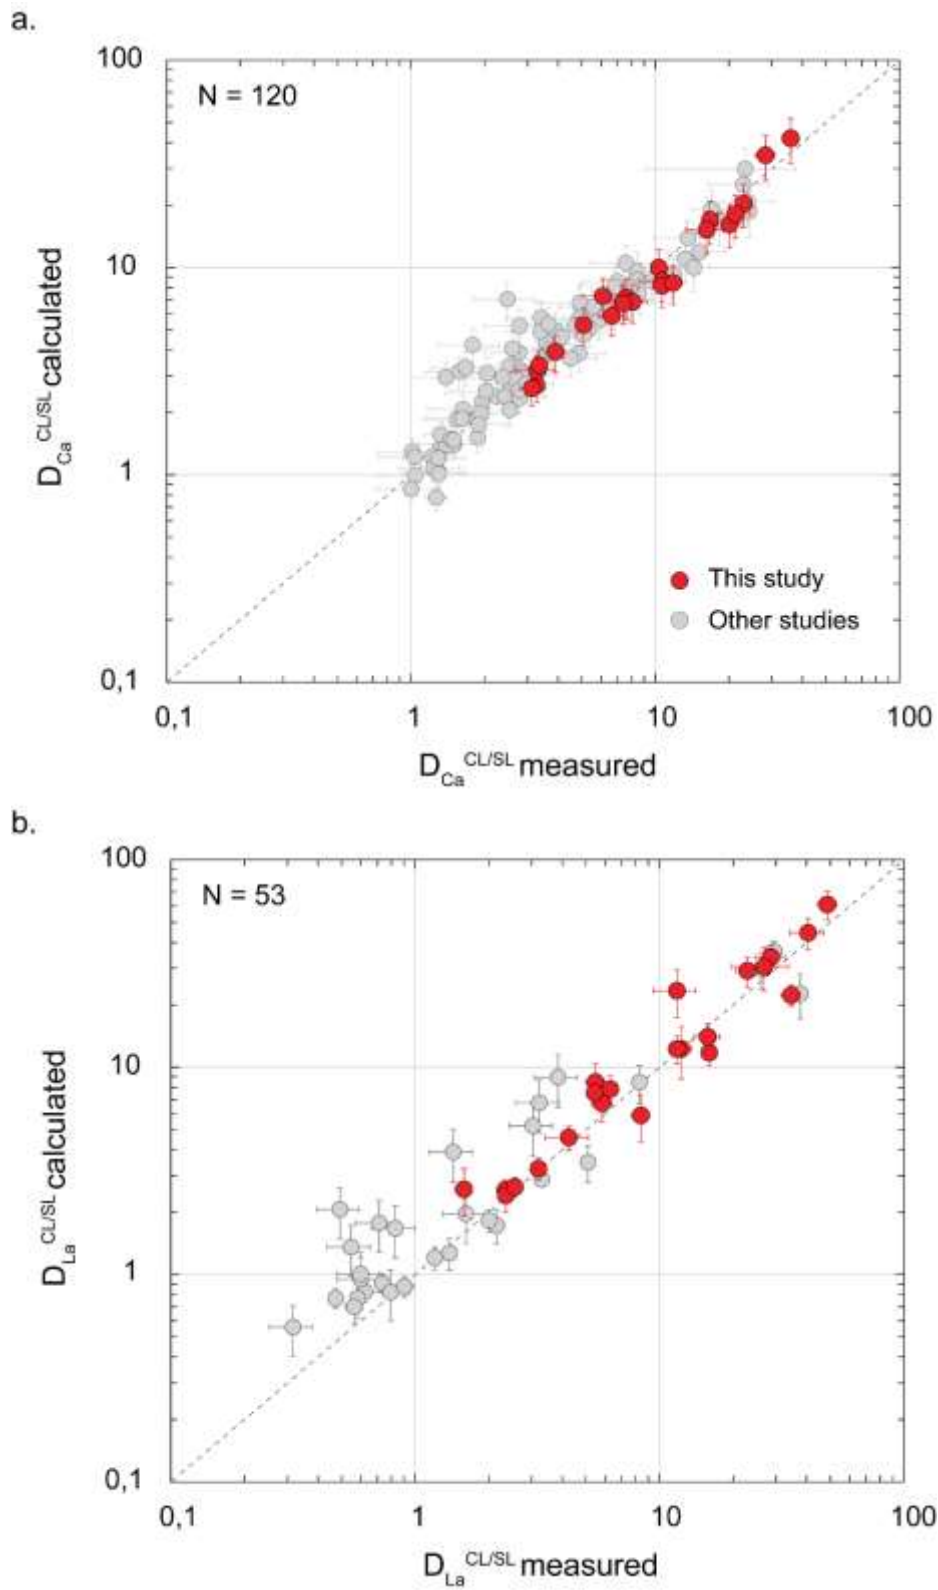 a.
100
N = 120
10
D_Ca^CL/SL calculated
1
This study
Other studies
0,1
0,1 1 10 100
D_Ca^CL/SL measured
b.
100
N = 53
10
D_La^CL/SL calculated
1
0,1
0,1 1 10 100
D_La^CL/SL measured